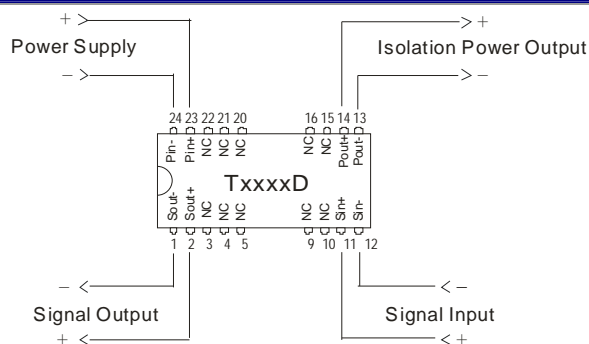 +
Power Supply
−
+
Isolation Power Output
−
24 23 22 21 20
16 15 14 13
Pin- Pin+ NC NC NC
NC NC Pout+ Pout-
TxxxxD
Sout- Sout+ NC NC NC
NC NC Sin+ Sin-
1 2 3 4 5
9 10 11 12
−
Signal Output
+
−
Signal Input
+